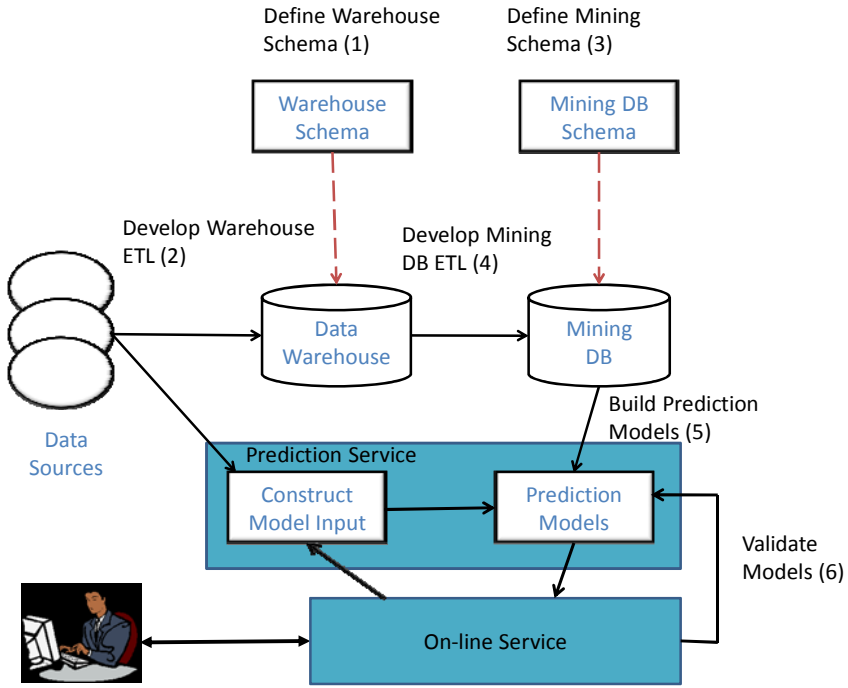 Define Warehouse
Schema (1)
Define Mining
Schema (3)
Warehouse
Schema
Mining DB
Schema
Develop Warehouse
ETL (2)
Develop Mining
DB ETL (4)
Data
Warehouse
Mining
DB
Data
Sources
Build Prediction
Models (5)
Prediction Service
Construct
Model Input
Prediction
Models
Validate
Models (6)
On-line Service